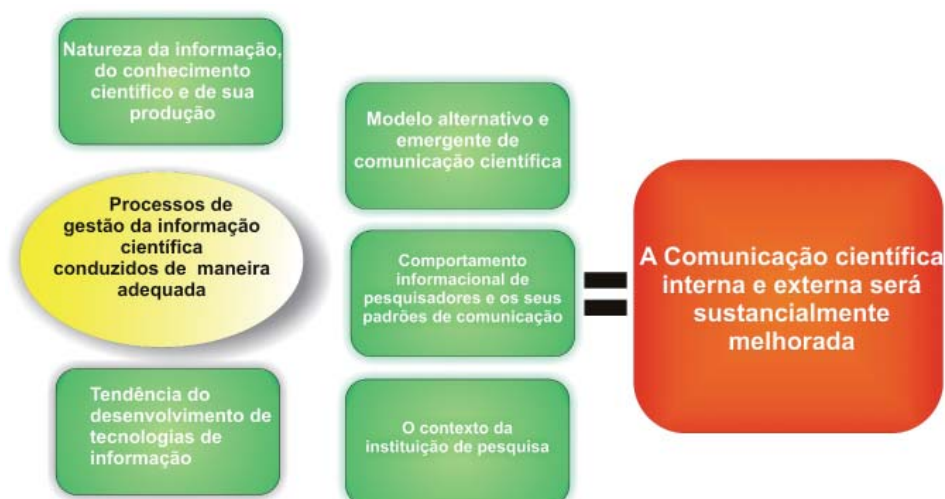 Natureza da informação,
do conhecimento
científico e de sua
produção
Processos de
gestão da informação
científica
conduzidos de maneira
adequada
Tendência do
desenvolvimento de
tecnologias de
informação
Modelo alternativo e
emergente de
comunicação científica
Comportamento
informacional de
pesquisadores e os seus
padrões de comunicação
O contexto da
instituição de pesquisa
=
A Comunicação científica
interna e externa será
sustancialmente
melhorada